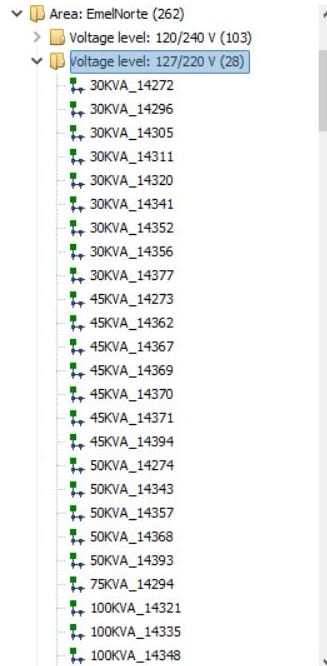 Area: EmelNorte (262)
Voltage level: 120/240 V (103)
Voltage level: 127/220 V (28)
30KVA_14272
30KVA_14296
30KVA_14305
30KVA_14311
30KVA_14320
30KVA_14341
30KVA_14352
30KVA_14356
30KVA_14377
45KVA_14273
45KVA_14362
45KVA_14367
45KVA_14369
45KVA_14370
45KVA_14371
45KVA_14394
50KVA_14274
50KVA_14343
50KVA_14357
50KVA_14368
50KVA_14393
75KVA_14294
100KVA_14321
100KVA_14335
100KVA_14348